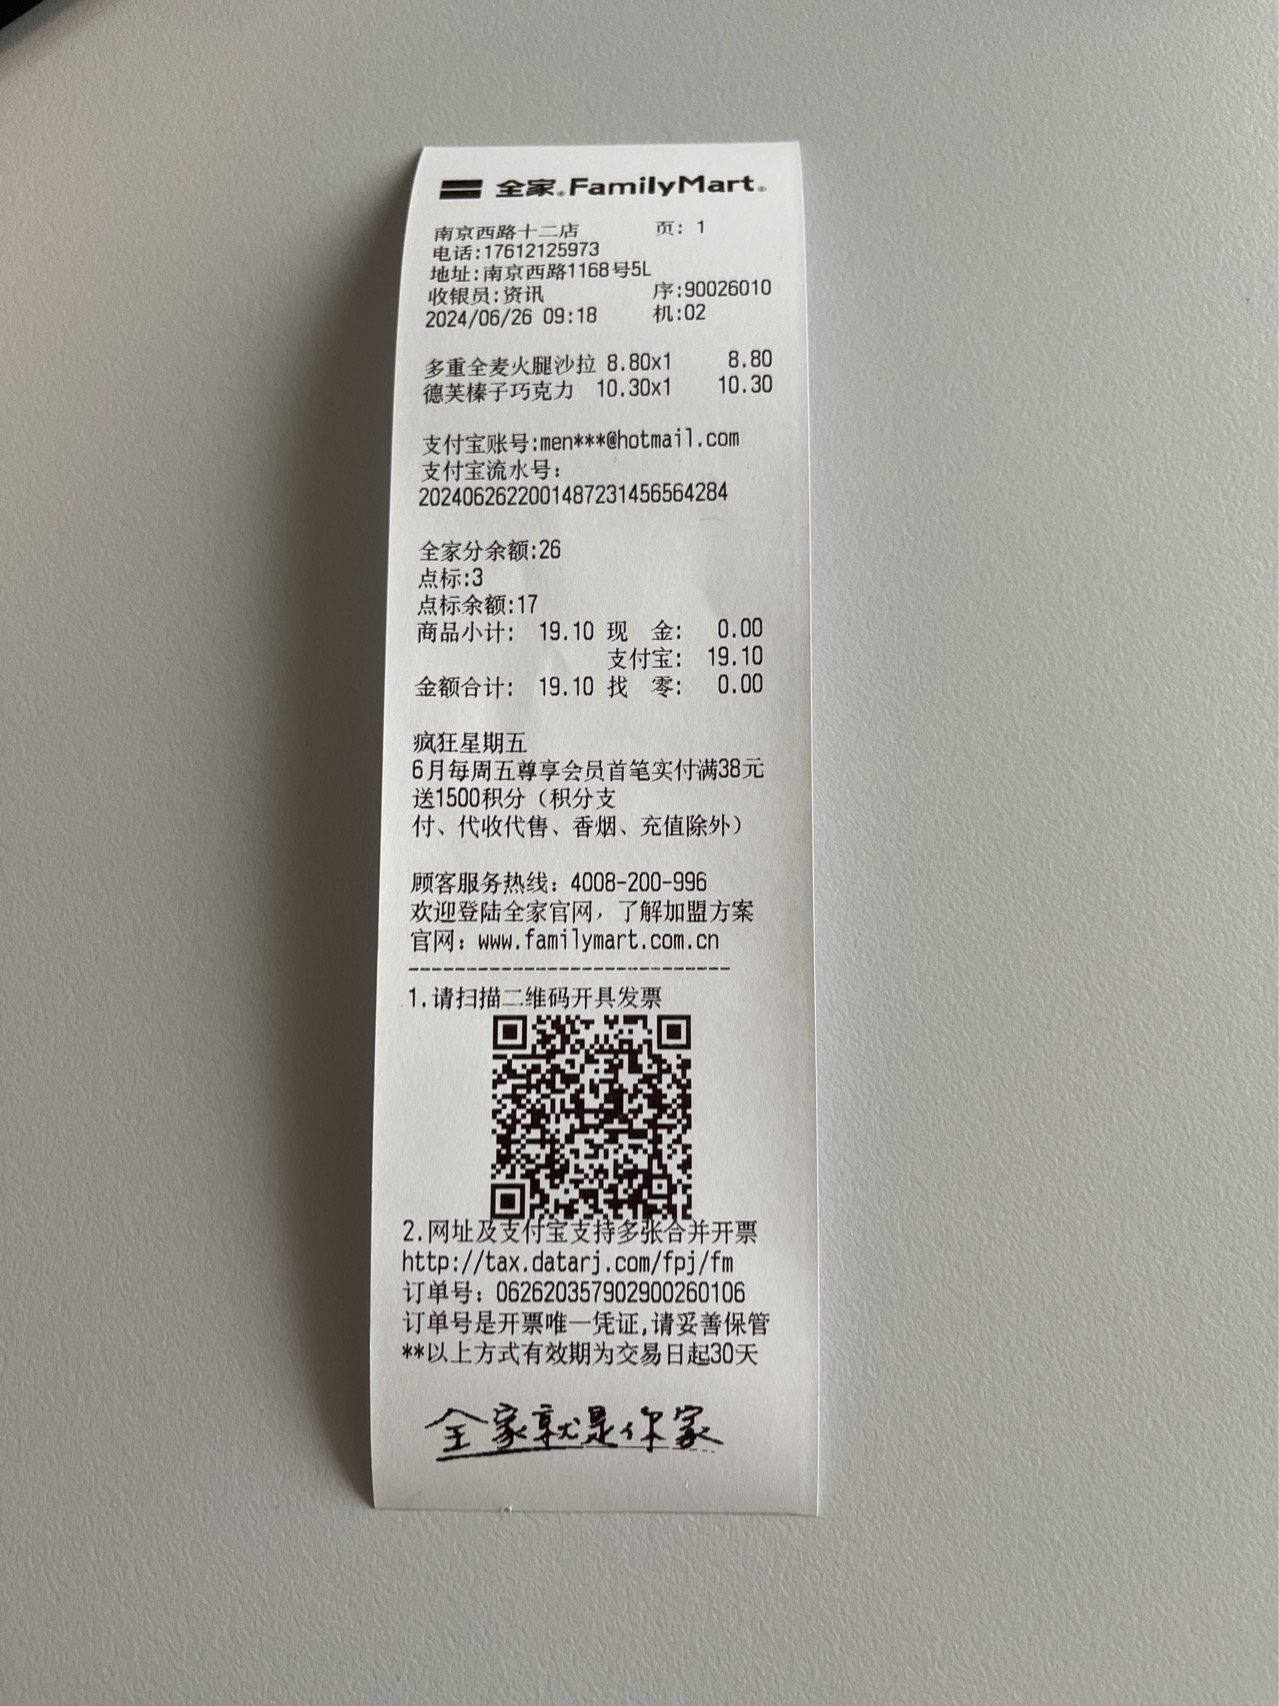 全家®FamilyMart®
南京西路十二店 页: 1
电话:17612125973
地址:南京西路1168号5L
收银员:资讯 序:90026010
2024/06/26 09:18 机:02
多重全麦火腿沙拉 8.80x1 8.80
德芙榛子巧克力 10.30x1 10.30
支付宝账号:men***@hotmail.com
支付宝流水号:
2024062622001487231456564284
全家分余额:26
点标:3
点标余额:17
商品小计: 19.10 现 金: 0.00
支付宝: 19.10
金额合计: 19.10 找 零: 0.00
疯狂星期五
6月每周五尊享会员首笔实付满38元
送1500积分（积分支
付、代收代售、香烟、充值除外）
顾客服务热线: 4008-200-996
欢迎登陆全家官网，了解加盟方案
官网: www.familymart.com.cn
----------------------------
1.请扫描二维码开具发票
2.网址及支付宝支持多张合并开票
http://tax.datarj.com/fpj/fm
订单号: 062620357902900260106
订单号是开票唯一凭证,请妥善保管
**以上方式有效期为交易日起30天
全家就是你家